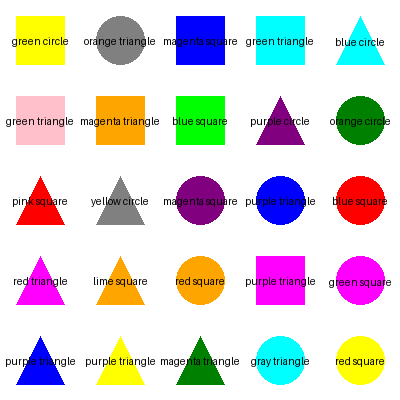 green circle
orange triangle
magenta square
green triangle
blue circle
green triangle
magenta triangle
blue square
purple circle
orange circle
pink square
yellow circle
magenta square
purple triangle
blue square
red triangle
lime square
red square
purple triangle
green square
purple triangle
purple triangle
magenta triangle
gray triangle
red square